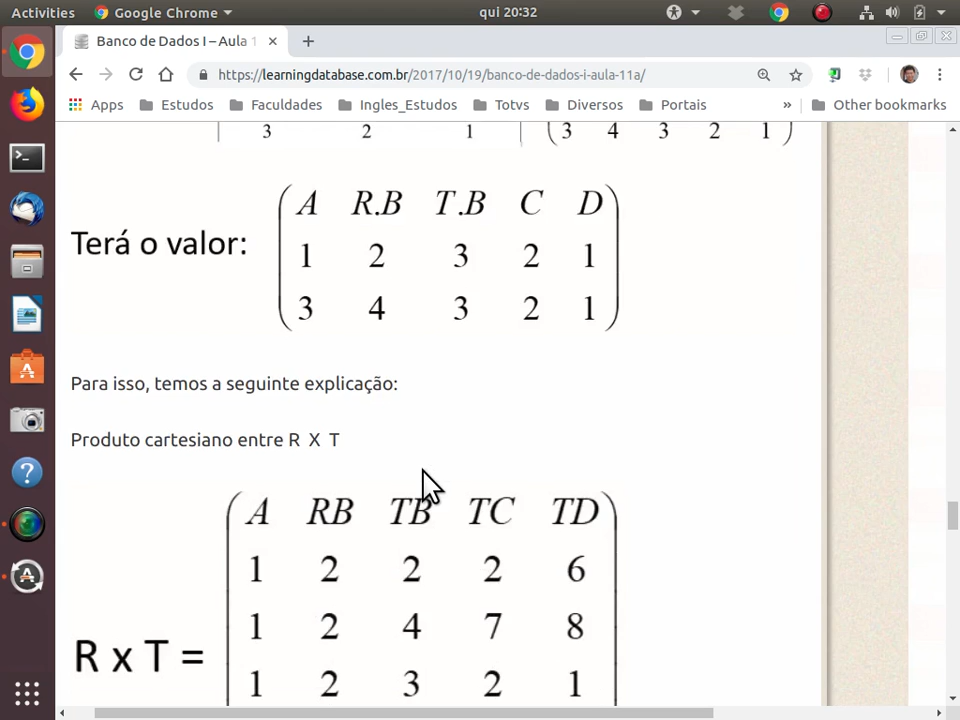 Activities Google Chrome qui 20:32
Banco de Dados I – Aula 1
https://learningdatabase.com.br/2017/10/19/banco-de-dados-i-aula-11a/
Apps Estudos Faculdades Ingles_Estudos Totvs Diversos Portais » Other bookmarks
3 2 1 3 4 3 2 1
A R.B T.B C D
Terá o valor: 1 2 3 2 1
3 4 3 2 1
Para isso, temos a seguinte explicação:
Produto cartesiano entre R X T
A RB TB TC TD
1 2 2 2 6
1 2 4 7 8
R x T = 1 2 3 2 1